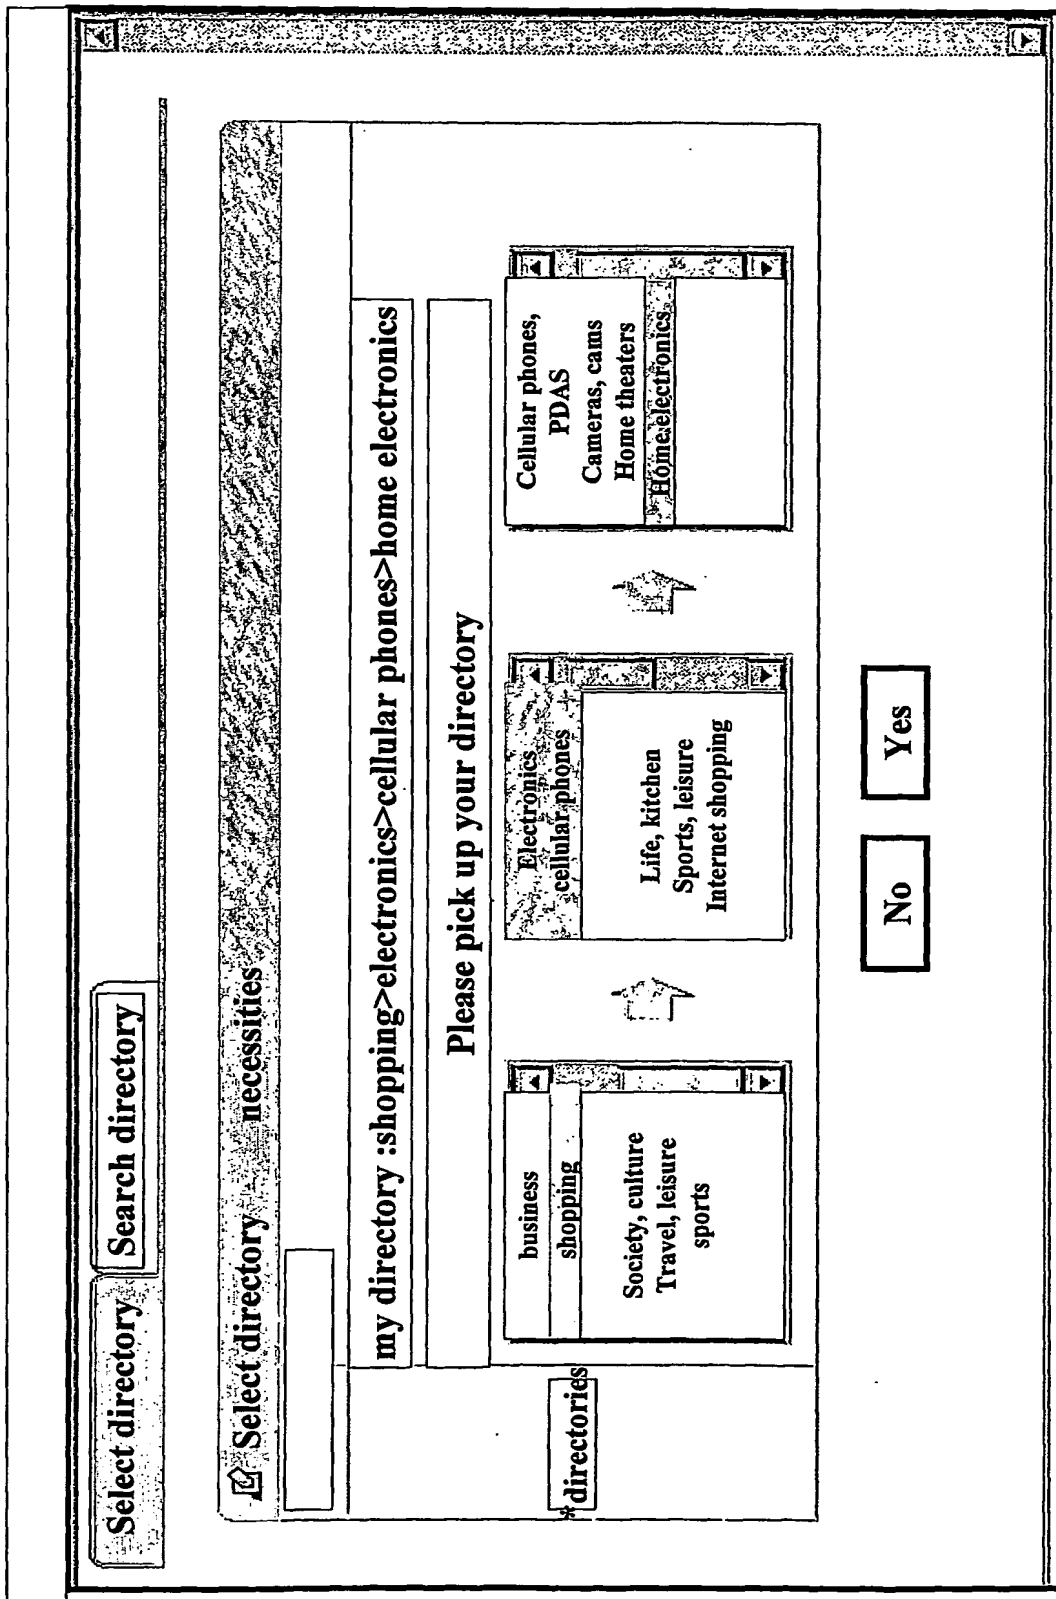 Select directory
Search directory
Select directory necessities
my directory :shopping>electronics>cellular phones>home electronics
Please pick up your directory
*directories
business
shopping
Society, culture
Travel, leisure
sports
Electronics
cellular phones
Life, kitchen
Sports, leisure
Internet shopping
Cellular phones,
PDAS
Cameras, cams
Home theaters
Home electronics
No
Yes